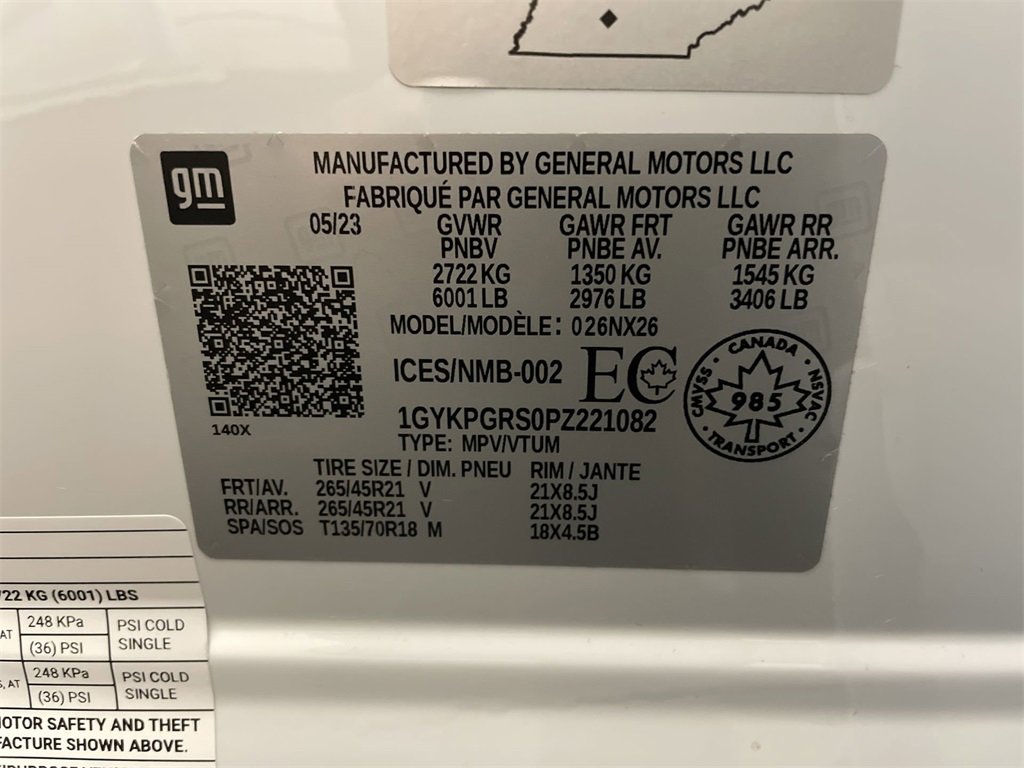 gm
MANUFACTURED BY GENERAL MOTORS LLC
FABRIQUÉ PAR GENERAL MOTORS LLC
05/23 GVWR GAWR FRT GAWR RR
PNBV PNBE AV. PNBE ARR.
2722 KG 1350 KG 1545 KG
6001 LB 2976 LB 3406 LB
MODEL/MODÈLE: 026NX26
ICES/NMB-002 EC
CANADA
CMVSS 985 NSVAC
TRANSPORT
140X
1GYKPGRS0PZ221082
TYPE: MPV/VTUM
TIRE SIZE / DIM. PNEU RIM / JANTE
FRT/AV. 265/45R21 V 21X8.5J
RR/ARR. 265/45R21 V 21X8.5J
SPA/SOS T135/70R18 M 18X4.5B
KG (6001) LBS
AT 248 KPa PSI COLD
(36) PSI SINGLE
AT 248 KPa PSI COLD
(36) PSI SINGLE
SAFETY AND THEFT
SHOWN ABOVE.